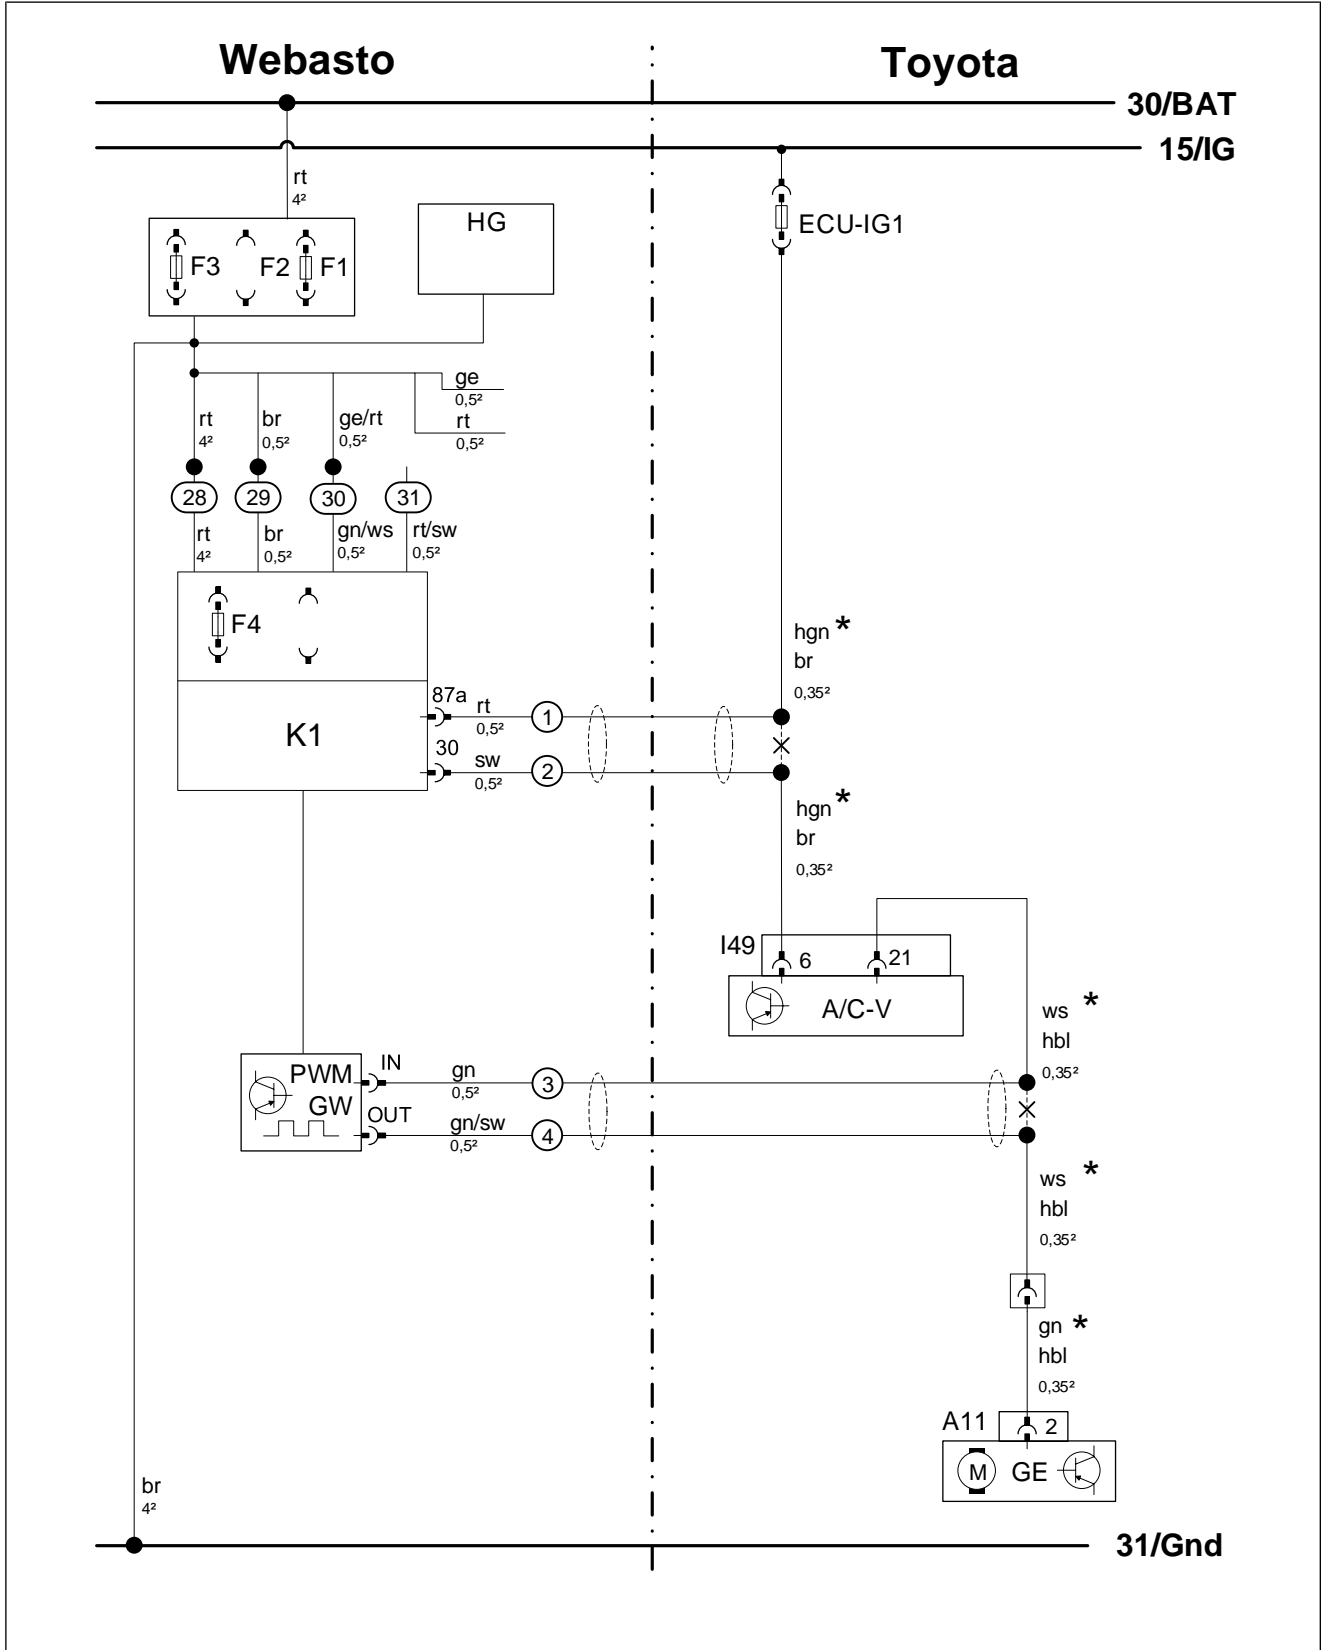 Webasto
Toyota
30/BAT
15/IG
rt
4²
HG
ECU-IG1
F3
F2
F1
ge
0,5²
rt
0,5²
rt
4²
br
0,5²
ge/rt
0,5²
28
29
30
31
rt
4²
br
0,5²
gn/ws
0,5²
rt/sw
0,5²
F4
hgn *
br
0,35²
87a
rt
0,5²
1
K1
30
sw
0,5²
2
hgn *
br
0,35²
I49
6
21
A/C-V
ws *
hbl
0,35²
PWM
GW
IN
gn
0,5²
3
OUT
gn/sw
0,5²
4
ws *
hbl
0,35²
gn *
hbl
0,35²
A11
2
M
GE
br
4²
31/Gnd